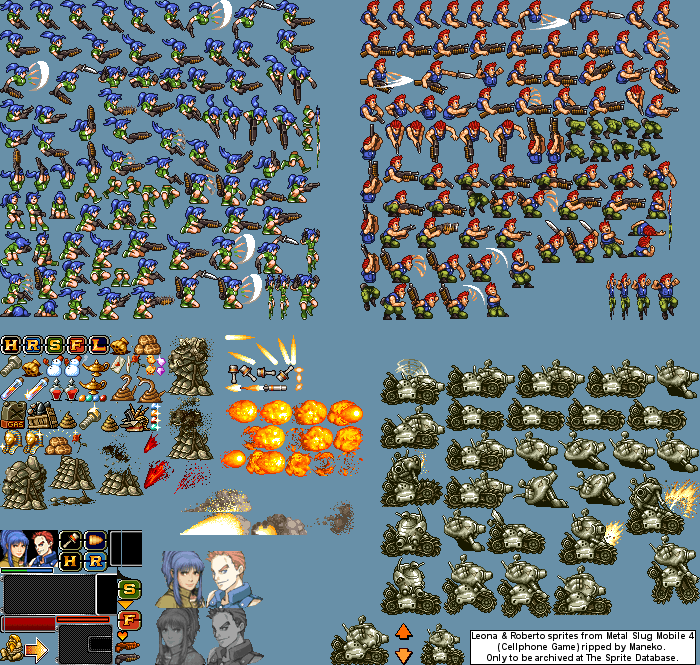 H R S F L
GAS
H R
S
F
Leona & Roberto sprites from Metal Slug Mobile 4
(Cellphone Game) ripped by Maneko.
Only to be archived at The Sprite Database.